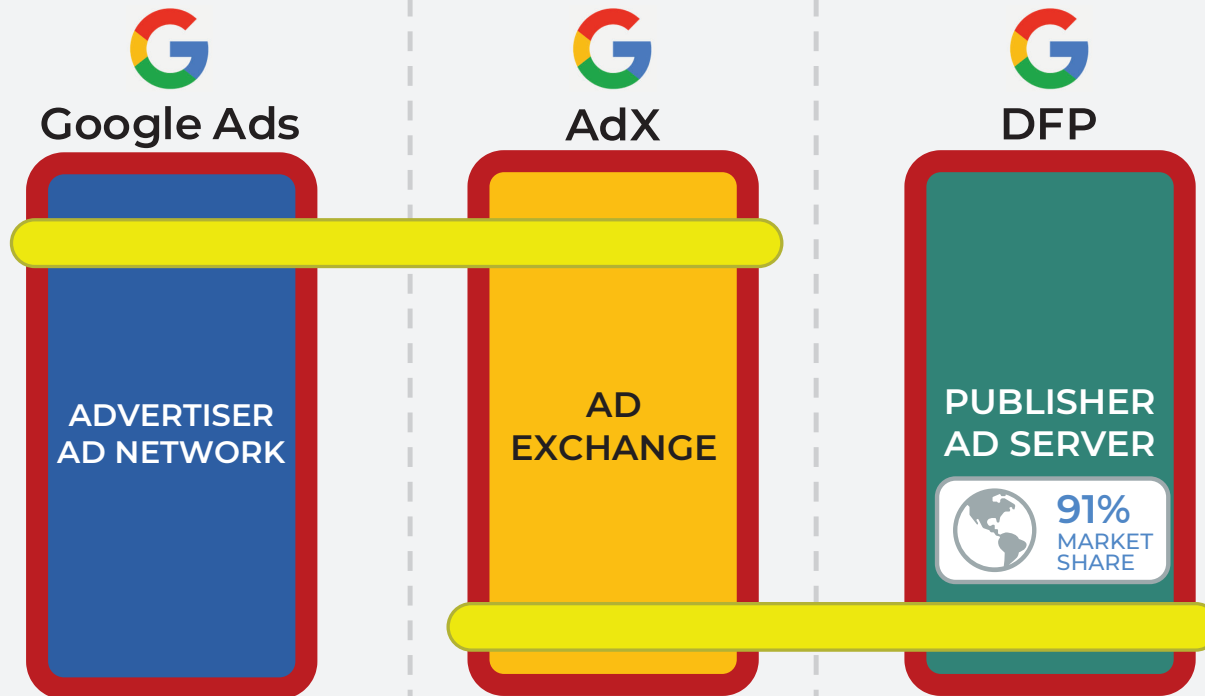 Google Ads
AdX
DFP
ADVERTISER
AD NETWORK
AD
EXCHANGE
PUBLISHER
AD SERVER
91%
MARKET
SHARE